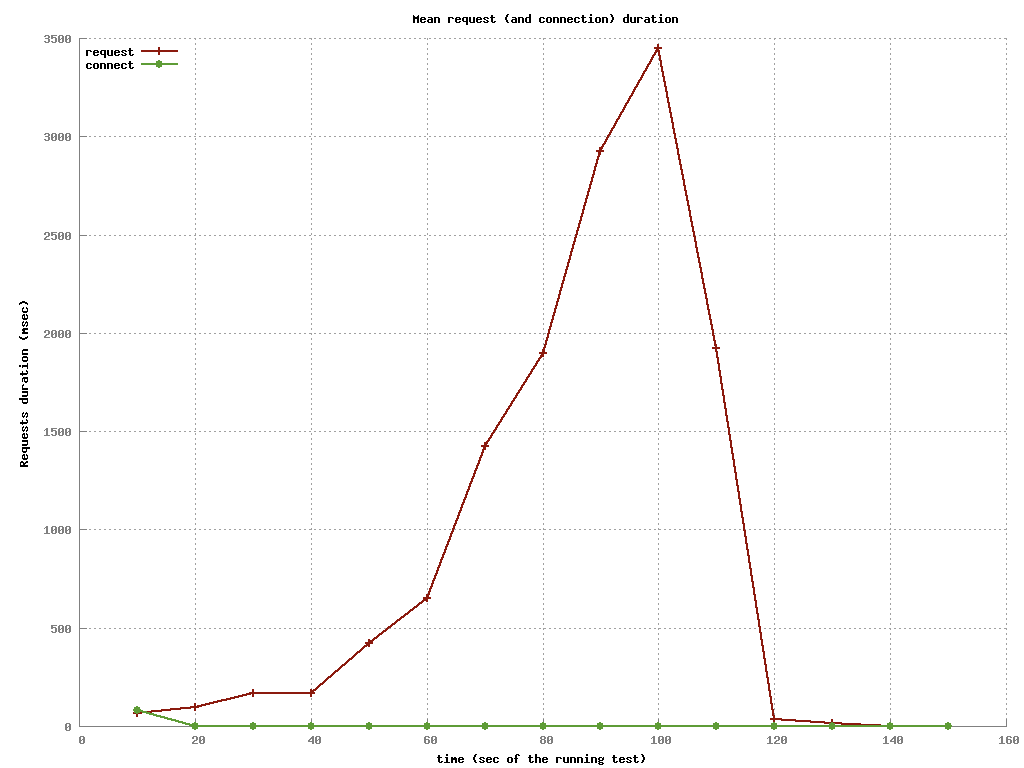 Mean request (and connection) duration
request
connect
3500
3000
2500
2000
1500
1000
500
0
Requests duration (msec)
0 20 40 60 80 100 120 140 160
time (sec of the running test)